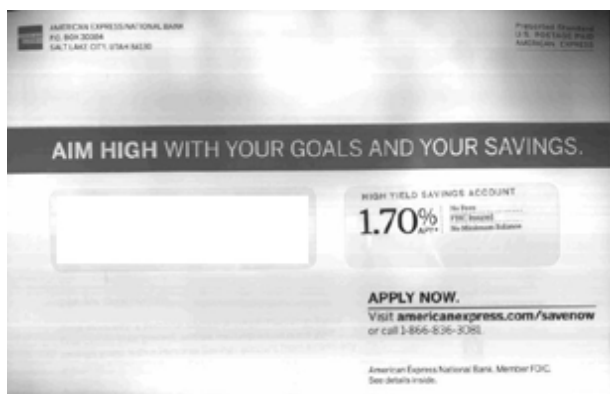 AMERICAN EXPRESS NATIONAL BANK
P.O. BOX 30384
SALT LAKE CITY, UTAH 84130
Presorted Standard
U.S. POSTAGE PAID
AMERICAN EXPRESS
AIM HIGH WITH YOUR GOALS AND YOUR SAVINGS.
HIGH YIELD SAVINGS ACCOUNT
1.70% APY*
No Fees
FDIC Insured
No Minimum Balance
APPLY NOW.
Visit americanexpress.com/savenow
or call 1-866-836-3081.
American Express National Bank. Member FDIC.
See details inside.